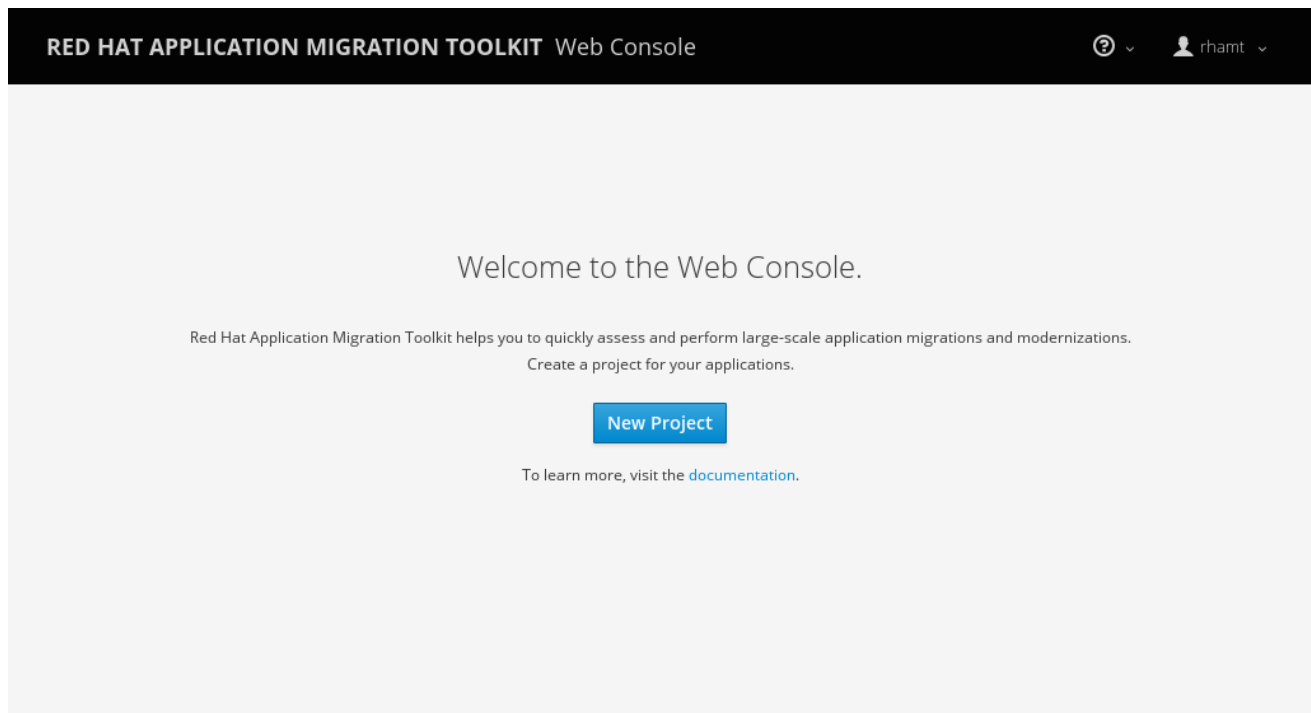 RED HAT APPLICATION MIGRATION TOOLKIT Web Console
rhamt
Welcome to the Web Console.
Red Hat Application Migration Toolkit helps you to quickly assess and perform large-scale application migrations and modernizations.
Create a project for your applications.
New Project
To learn more, visit the documentation.